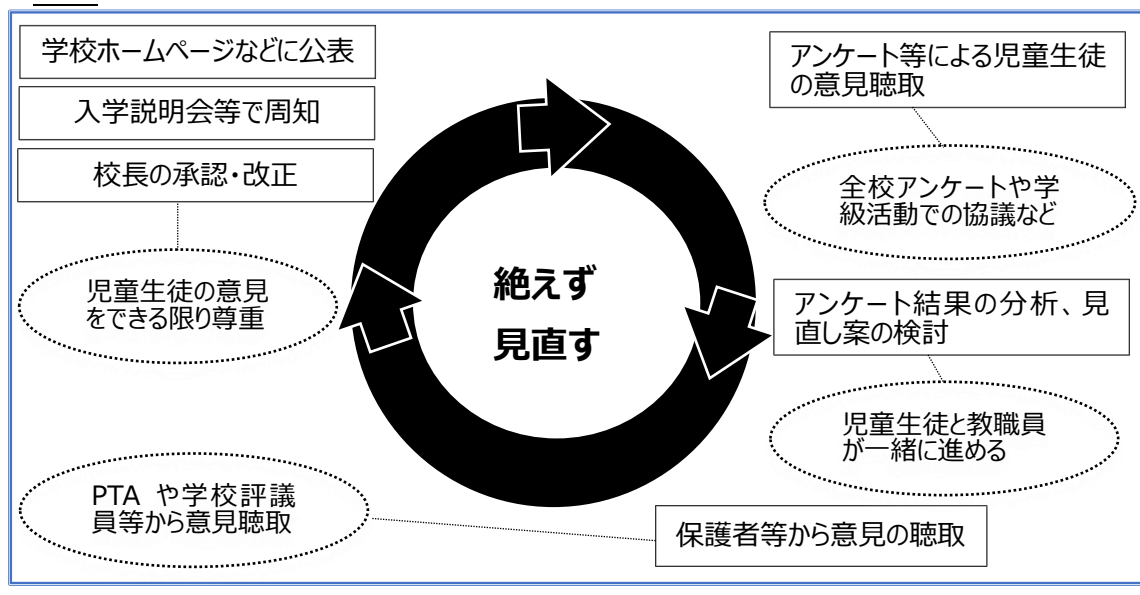 学校ホームページなどに公表
入学説明会等で周知
校長の承認・改正
児童生徒の意見
をできる限り尊重
アンケート等による児童生徒
の意見聴取
全校アンケートや学
級活動での協議など
絶えず
見直す
アンケート結果の分析、見
直し案の検討
児童生徒と教職員
が一緒に進める
PTA や学校評議
員等から意見聴取
保護者等から意見の聴取